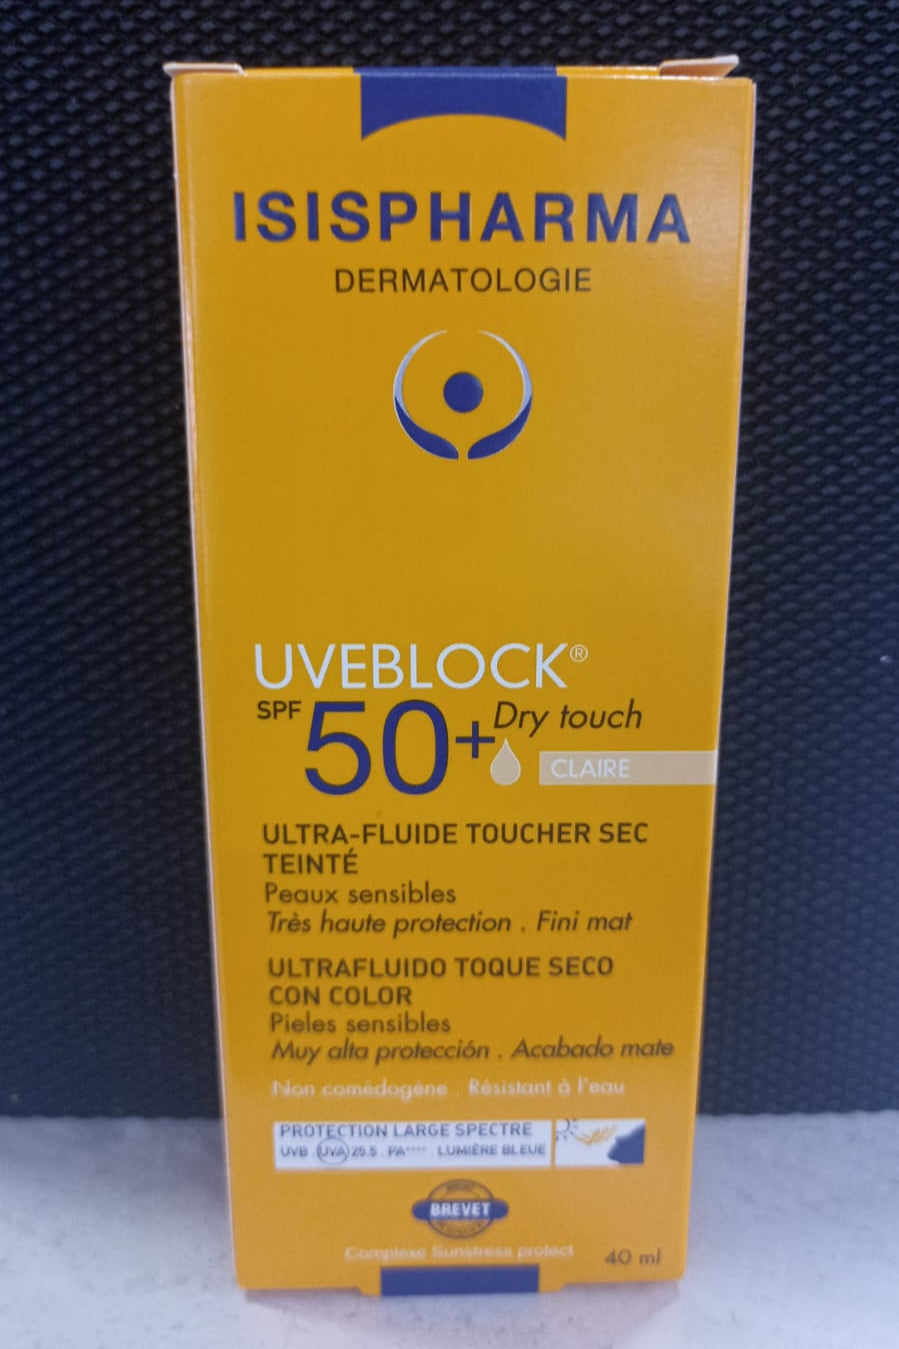 ISISPHARMA
DERMATOLOGIE
UVEBLOCK®
SPF 50+ Dry touch
CLAIRE
ULTRA-FLUIDE TOUCHER SEC
TEINTÉ
Peaux sensibles
Très haute protection . Fini mat
ULTRAFLUIDO TOQUE SECO
CON COLOR
Pieles sensibles
Muy alta protección . Acabado mate
Non comédogène . Résistant à l'eau
PROTECTION LARGE SPECTRE
UVB . UVA 25.5 . PA++++ . LUMIÈRE BLEUE
BREVET
Complexe Sunstress protect
40 ml